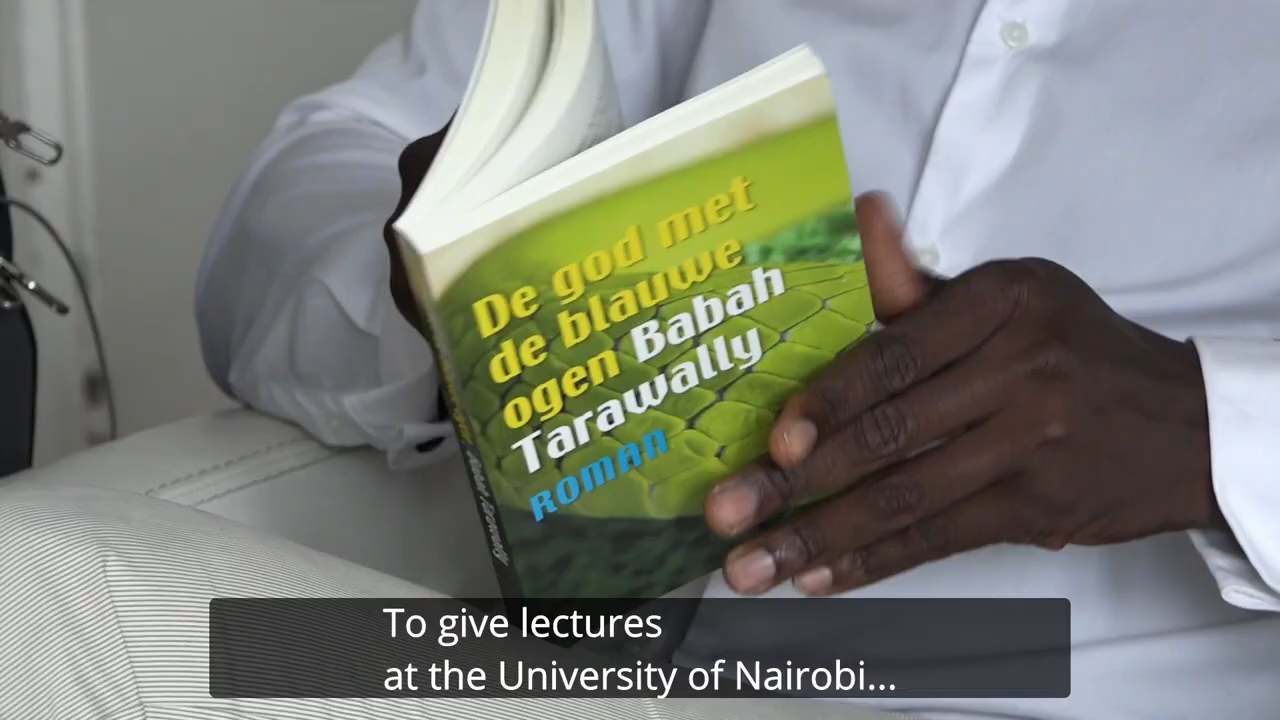 De god met
de blauwe
ogen Babah
Tarawally
ROMAN
To give lectures
at the University of Nairobi...